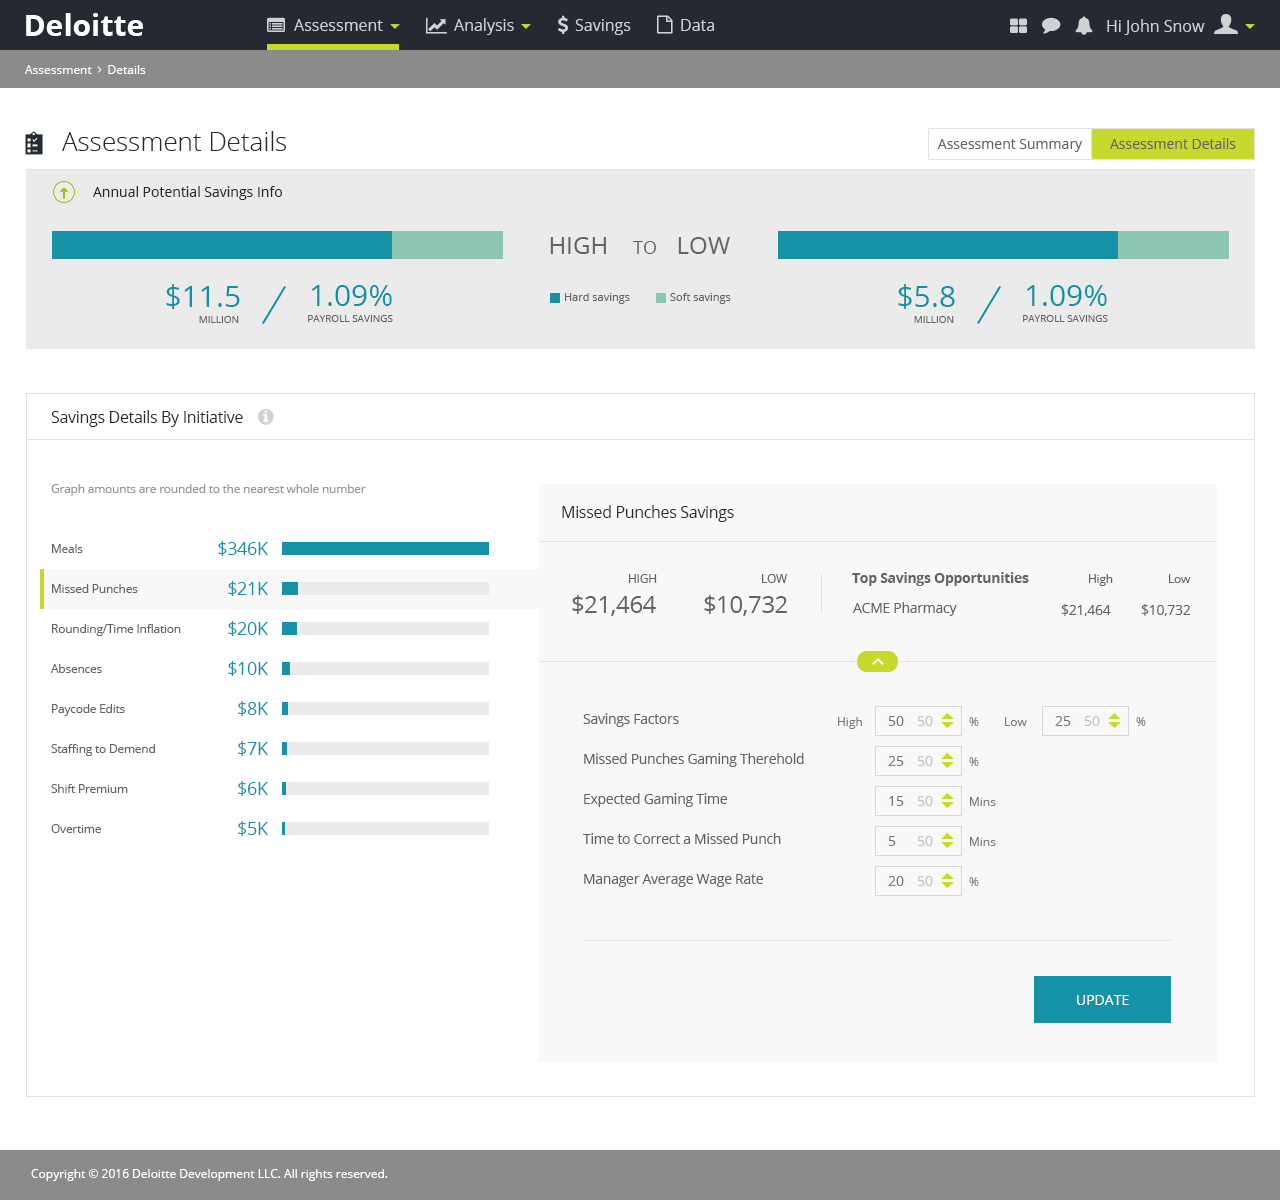 Deloitte
Assessment
Analysis
Savings
Data
Hi John Snow
Assessment › Details
Assessment Details
Assessment Summary
Assessment Details
Annual Potential Savings Info
HIGH TO LOW
$11.5
MILLION
1.09%
PAYROLL SAVINGS
Hard savings
Soft savings
$5.8
MILLION
1.09%
PAYROLL SAVINGS
Savings Details By Initiative
Graph amounts are rounded to the nearest whole number
Meals $346K
Missed Punches $21K
Rounding/Time Inflation $20K
Absences $10K
Paycode Edits $8K
Staffing to Demend $7K
Shift Premium $6K
Overtime $5K
Missed Punches Savings
HIGH
$21,464
LOW
$10,732
Top Savings Opportunities High Low
ACME Pharmacy $21,464 $10,732
Savings Factors High 50 50 % Low 25 50 %
Missed Punches Gaming Therehold 25 50 %
Expected Gaming Time 15 50 Mins
Time to Correct a Missed Punch 5 50 Mins
Manager Average Wage Rate 20 50 %
UPDATE
Copyright © 2016 Deloitte Development LLC. All rights reserved.